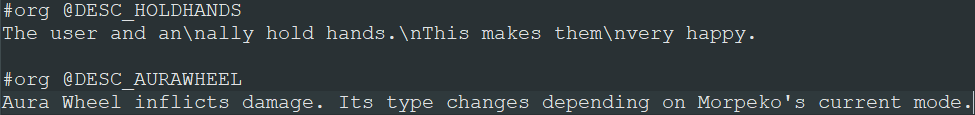 #org @DESC_HOLDHANDS
The user and an\nally hold hands.\nThis makes them\nvery happy.
#org @DESC_AURAWHEEL
Aura Wheel inflicts damage. Its type changes depending on Morpeko's current mode.